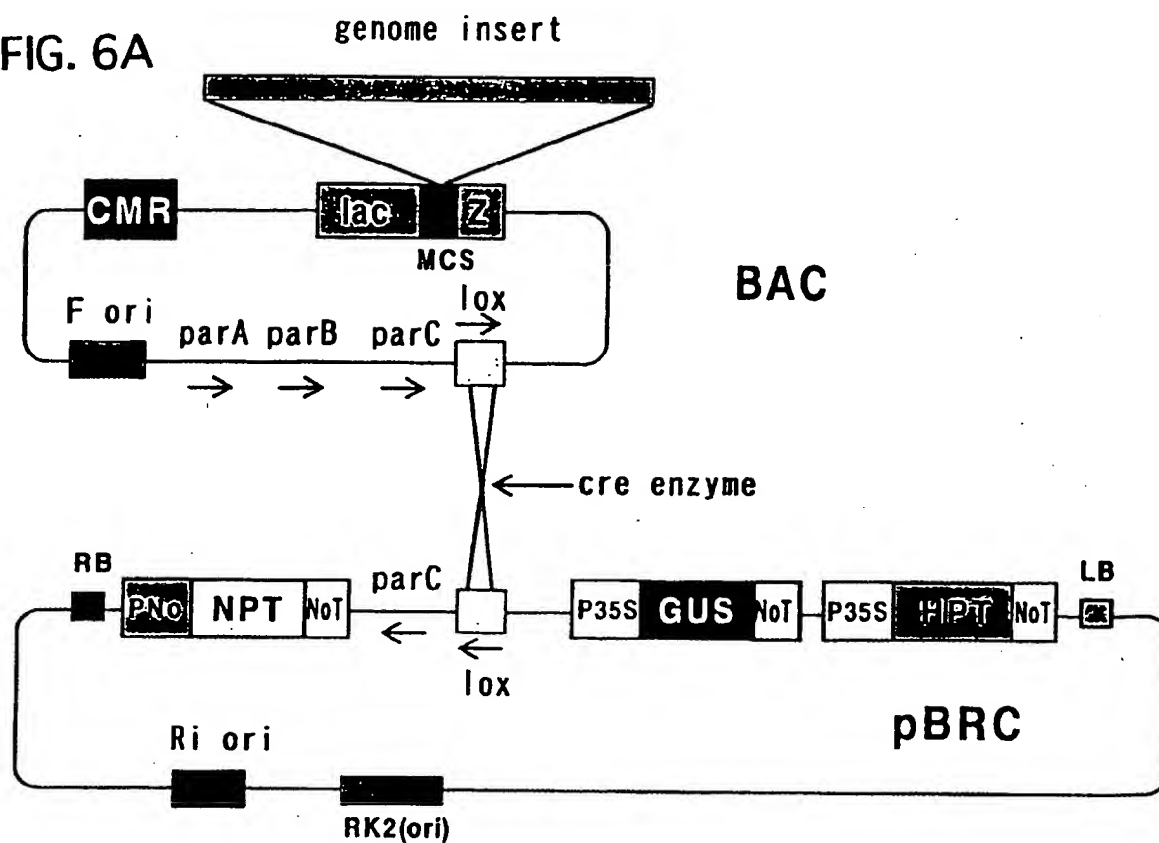 FIG. 6A
genome insert
CMR
lac
Z
MCS
BAC
F ori
parA
parB
parC
lox
cre enzyme
RB
PNo
NPT
NoT
parC
lox
P35S
GUS
NoT
P35S
HPT
NoT
LB
pBRC
Ri ori
RK2(ori)